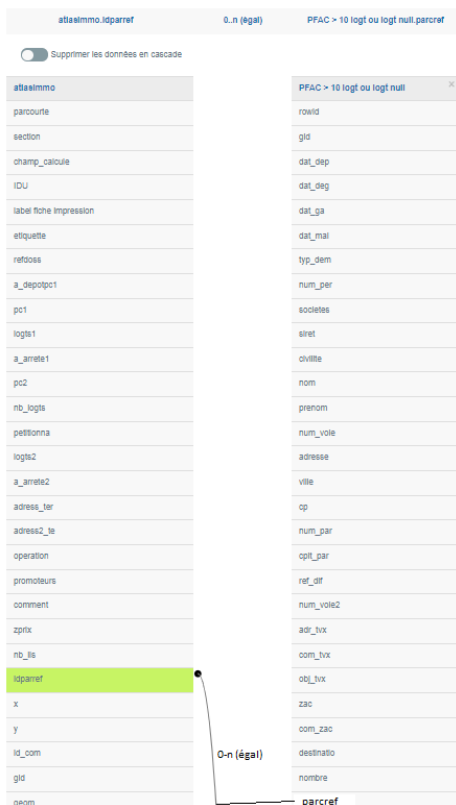 atlasimmo.idparref 0..n (égal) PFAC > 10 logt ou logt null.parcref
Supprimer les données en cascade
atlasimmo
parcourte
section
champ_calcule
IDU
label fiche impression
etiquette
refdoss
a_depotpc1
pc1
logts1
a_arrete1
pc2
nb_logts
petitionna
logts2
a_arrete2
adress_ter
adress2_te
operation
promoteurs
comment
zprix
nb_lls
idparref
x
y
id_com
gid
geom
0-n (égal)
PFAC > 10 logt ou logt null x
rowid
gid
dat_dep
dat_deg
dat_ga
dat_mai
typ_dem
num_per
societes
siret
civilite
nom
prenom
num_voie
adresse
ville
cp
num_par
cplt_par
ref_dif
num_voie2
adr_tvx
com_tvx
obj_tvx
zac
com_zac
destinatio
nombre
parcref